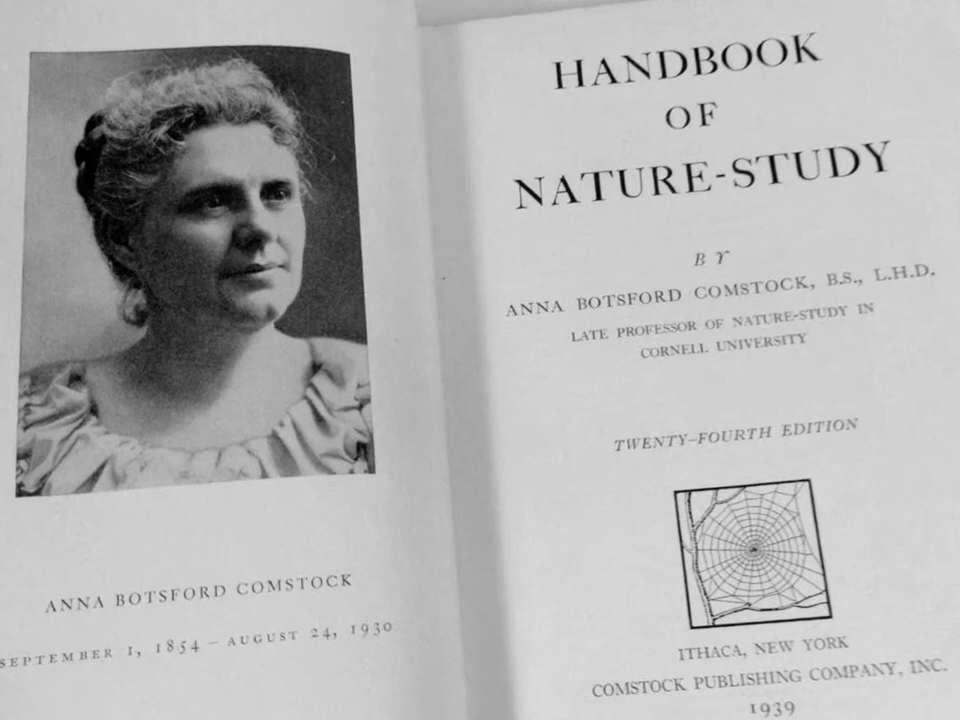 ANNA BOTSFORD COMSTOCK
SEPTEMBER 1, 1854 – AUGUST 24, 1930
HANDBOOK
OF
NATURE-STUDY
BY
ANNA BOTSFORD COMSTOCK, B.S., L.H.D.
LATE PROFESSOR OF NATURE-STUDY IN
CORNELL UNIVERSITY
TWENTY-FOURTH EDITION
ITHACA, NEW YORK
COMSTOCK PUBLISHING COMPANY, INC.
1939